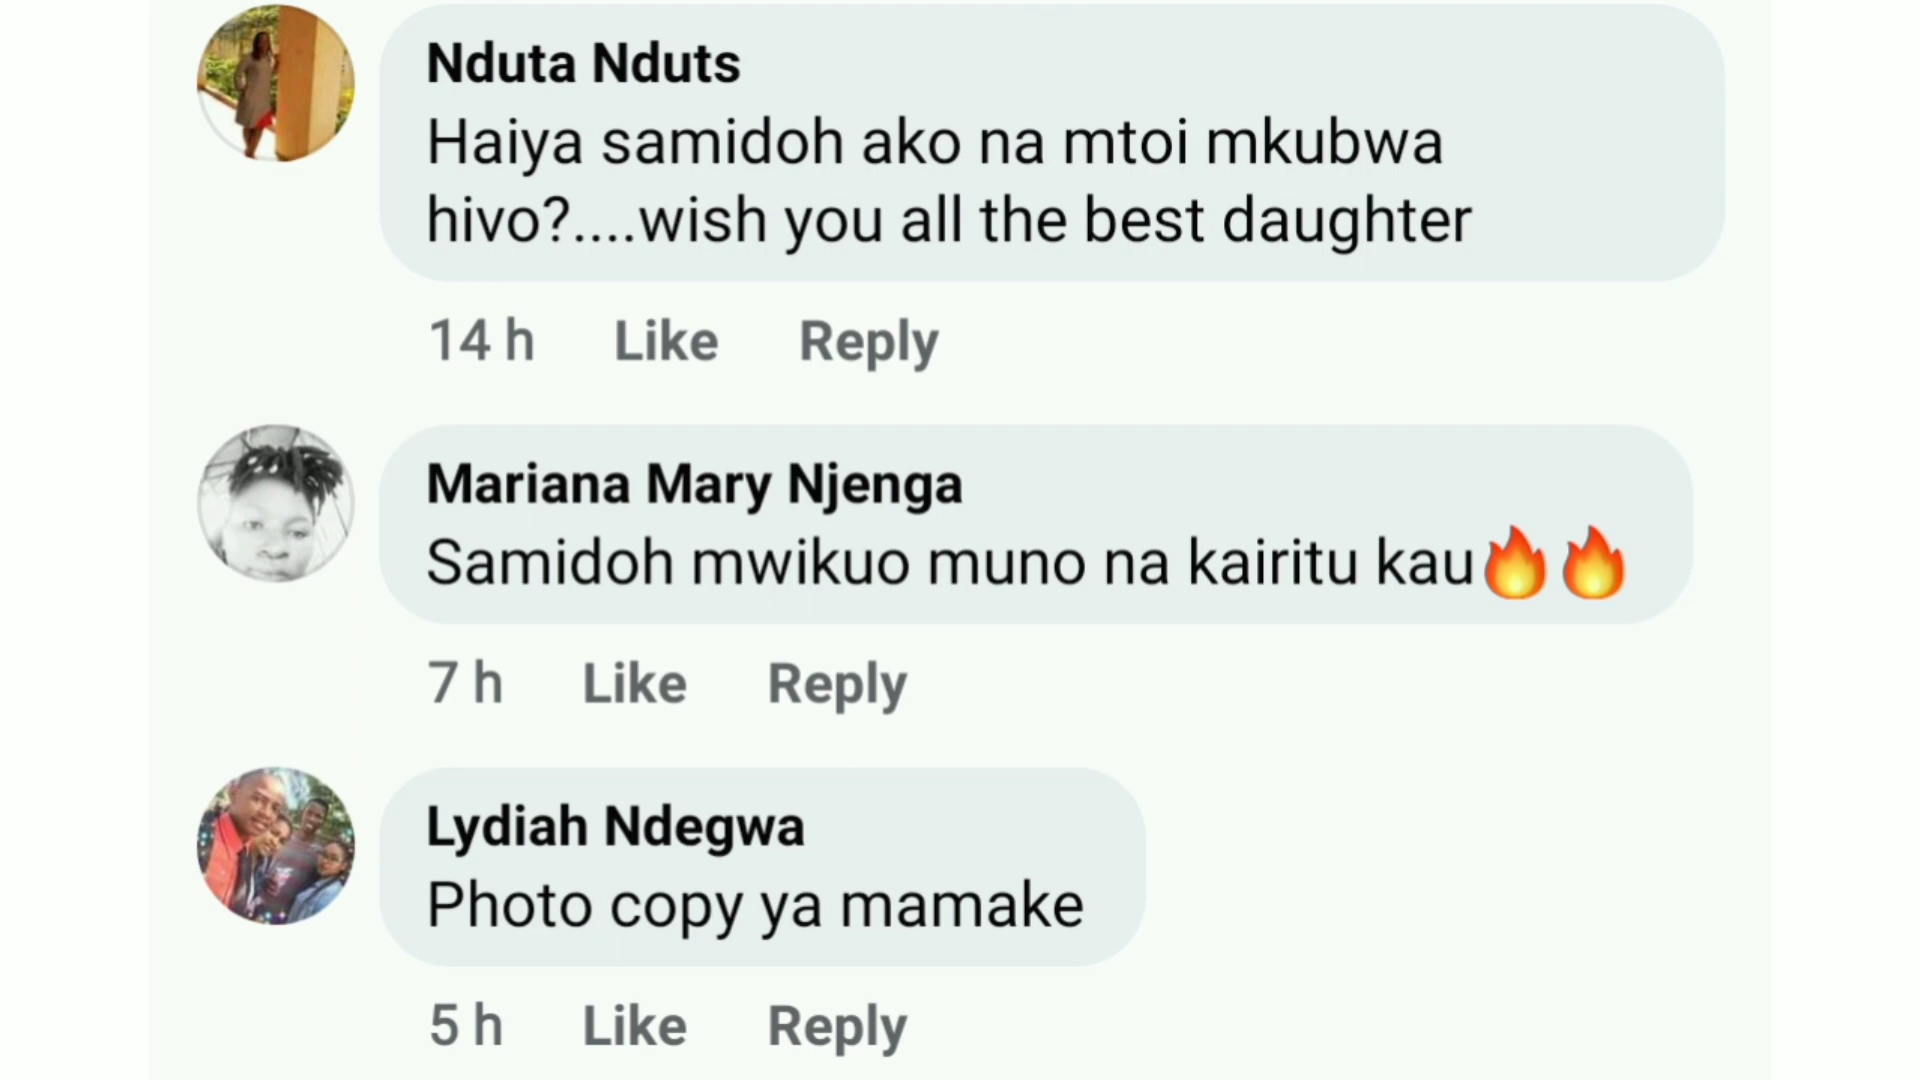 Nduta Nduts
Haiya samidoh ako na mtoi mkubwa
hivo?....wish you all the best daughter
14 h Like Reply
Mariana Mary Njenga
Samidoh mwikuo muno na kairitu kau🔥🔥
7 h Like Reply
Lydiah Ndegwa
Photo copy ya mamake
5 h Like Reply